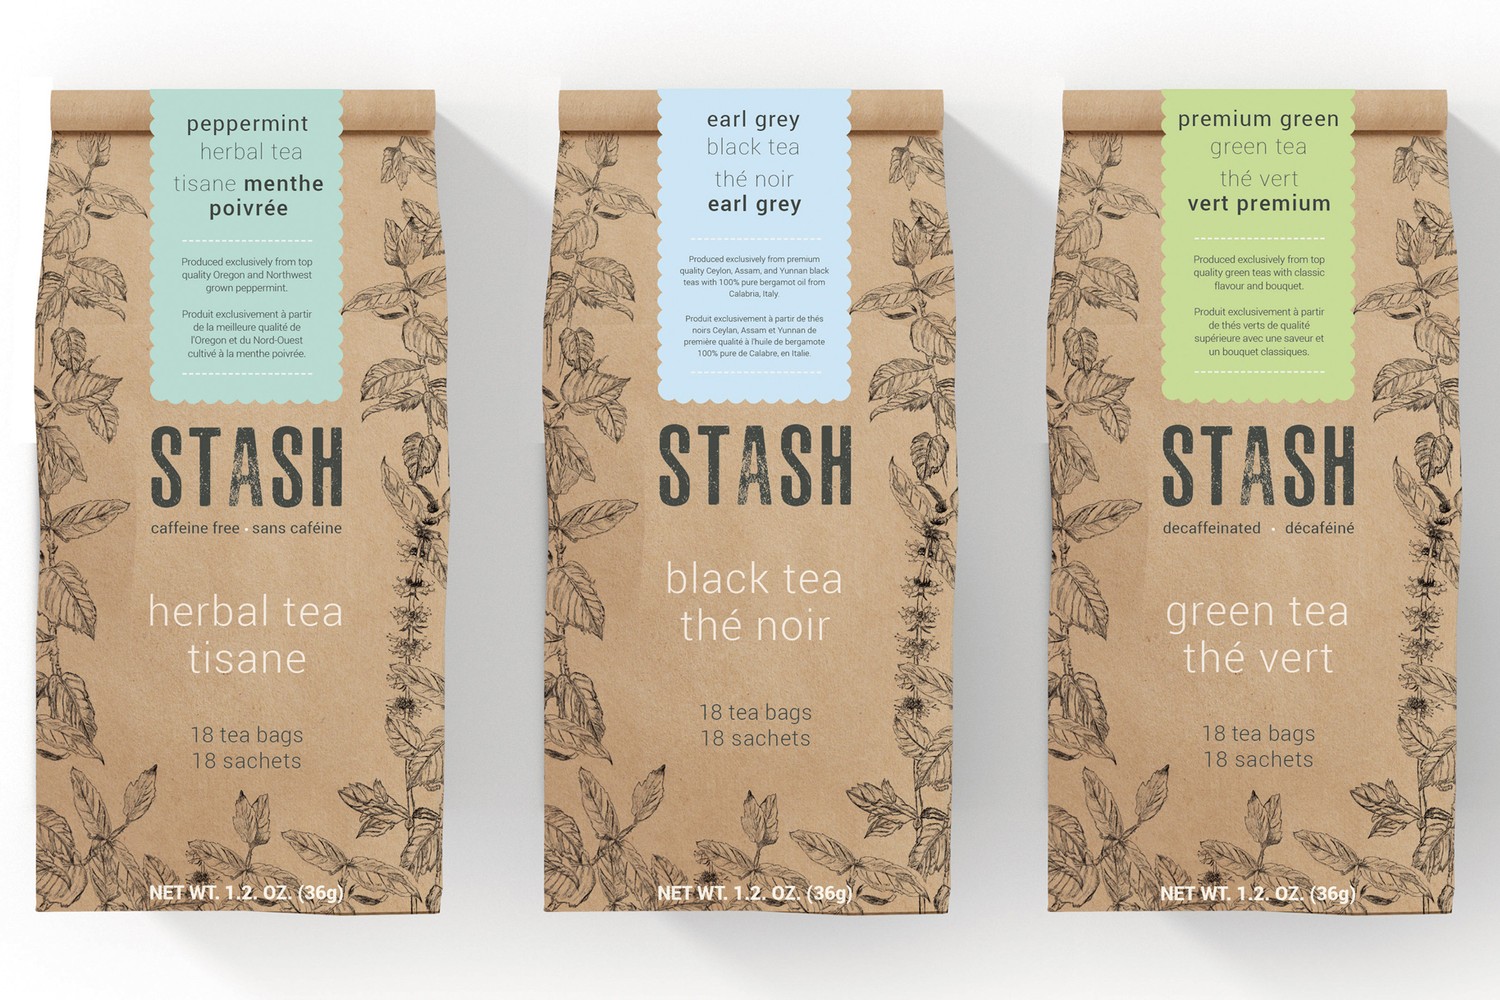 peppermint
herbal tea
tisane menthe
poivrée
Produced exclusively from top
quality Oregon and Northwest
grown peppermint.
Produit exclusivement à partir
de la meilleure qualité de
l'Oregon et du Nord-Ouest
cultivé à la menthe poivrée.
STASH
caffeine free · sans caféine
herbal tea
tisane
18 tea bags
18 sachets
NET WT. 1.2. OZ. (36g)
earl grey
black tea
thé noir
earl grey
Produced exclusively from premium
quality Ceylon, Assam, and Yunnan black
teas with 100% pure bergamot oil from
Calabria, Italy.
Produit exclusivement à partir de thés
noirs Ceylan, Assam et Yunnan de
première qualité à l'huile de bergamote
100% pure de Calabre, en Italie.
STASH
black tea
thé noir
18 tea bags
18 sachets
NET WT. 1.2. OZ. (36g)
premium green
green tea
thé vert
vert premium
Produced exclusively from top
quality green teas with classic
flavour and bouquet.
Produit exclusivement à partir
de thés verts de qualité
supérieure avec une saveur et
un bouquet classiques.
STASH
decaffeinated · décaféiné
green tea
thé vert
18 tea bags
18 sachets
NET WT. 1.2. OZ. (36g)